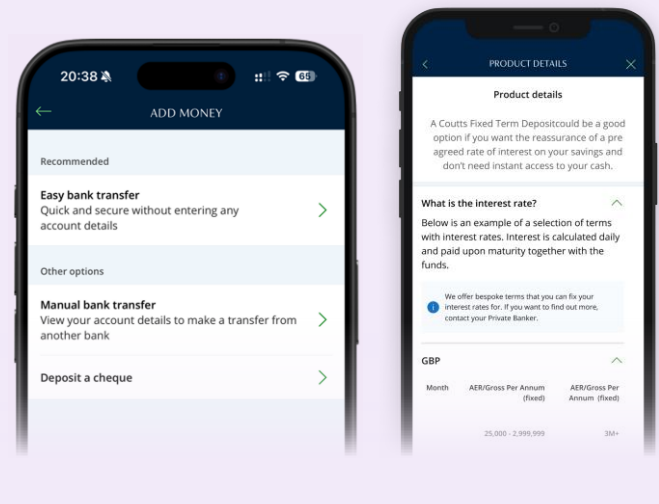 20:38
65
ADD MONEY
Recommended
Easy bank transfer
Quick and secure without entering any
account details
Other options
Manual bank transfer
View your account details to make a transfer from
another bank
Deposit a cheque
PRODUCT DETAILS
Product details
A Coutts Fixed Term Depositcould be a good
option if you want the reassurance of a pre
agreed rate of interest on your savings and
don't need instant access to your cash.
What is the interest rate?
Below is an example of a selection of terms
with interest rates. Interest is calculated daily
and paid upon maturity together with the
funds.
We offer bespoke terms that you can fix your
interest rates for. If you want to find out more,
contact your Private Banker.
GBP
Month AER/Gross Per Annum AER/Gross Per
(fixed) Annum (fixed)
25,000 - 2,999,999 3M+